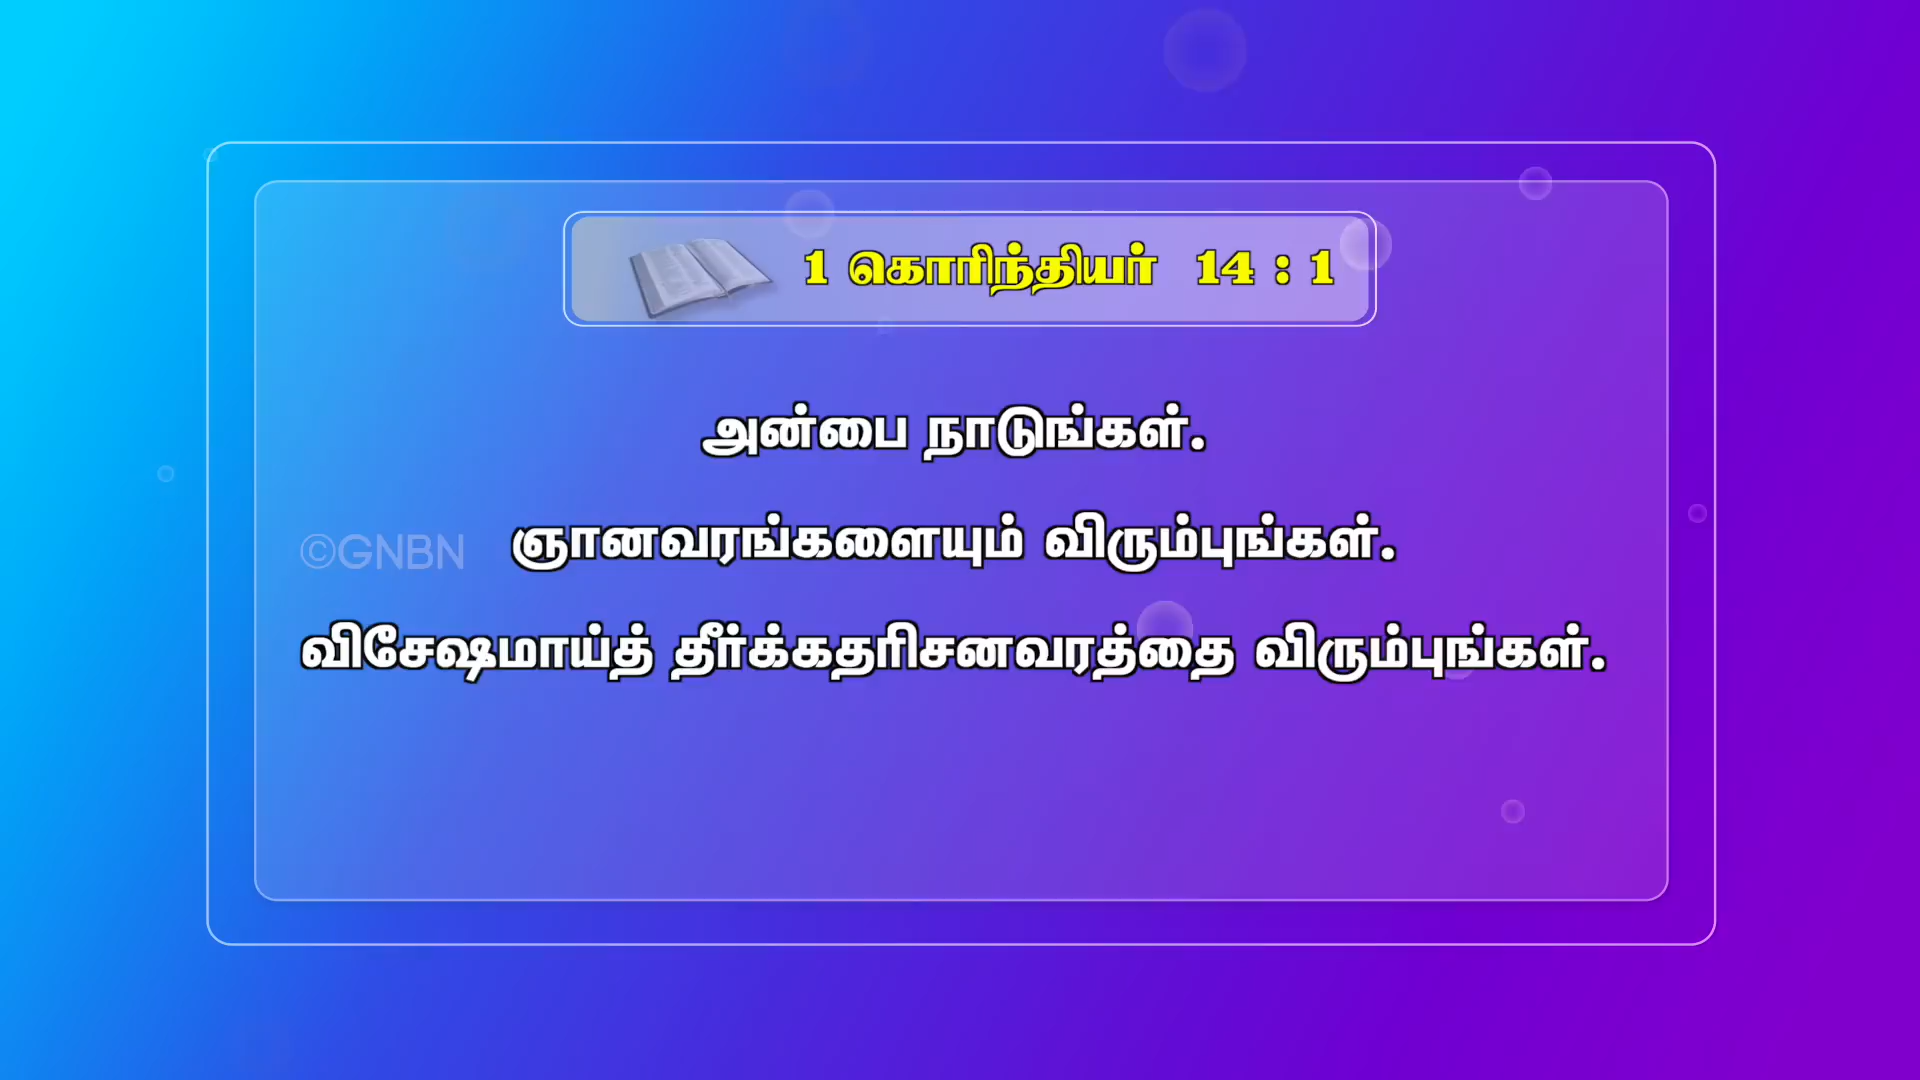 1 கொரிந்தியர் 14 : 1
அன்பை நாடுங்கள்.
ஞானவரங்களையும் விரும்புங்கள்.
©GNBN
விசேஷமாய்த் தீர்க்கதரிசனவரத்தை விரும்புங்கள்.